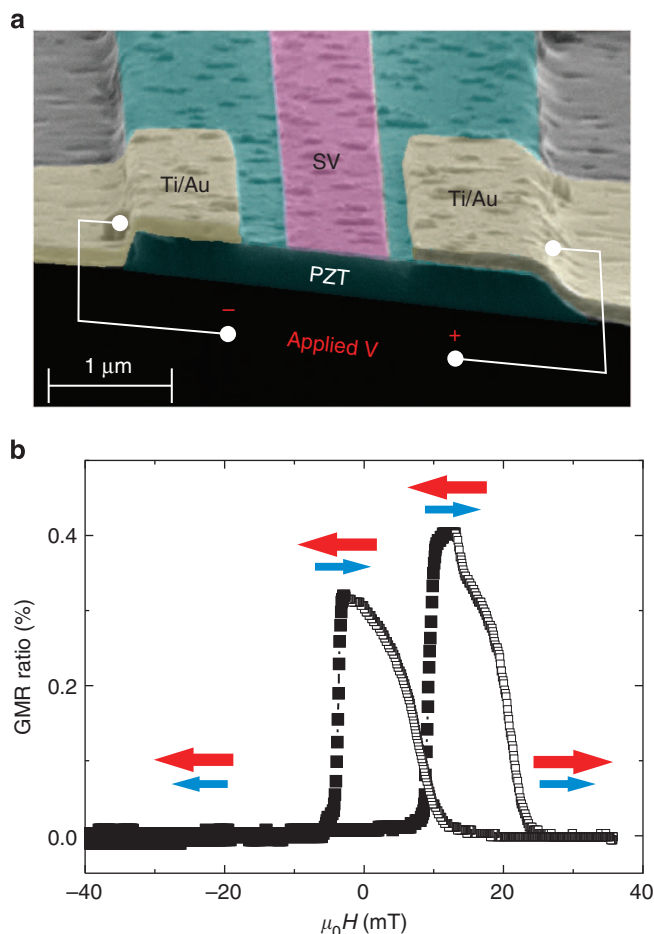 a
SV
Ti/Au
Ti/Au
PZT
–
+
Applied V
1 μm
b
0.4
0.2
0.0
GMR ratio (%)
–40
–20
0
20
40
μ0H (mT)